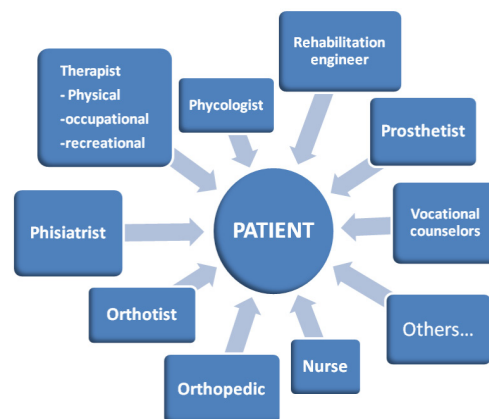 Rehabilitation
engineer
Therapist
- Physical
-occupational
-recreational
Phycologist
Prosthetist
PATIENT
Phisiatrist
Vocational
counselors
Orthotist
Others...
Nurse
Orthopedic